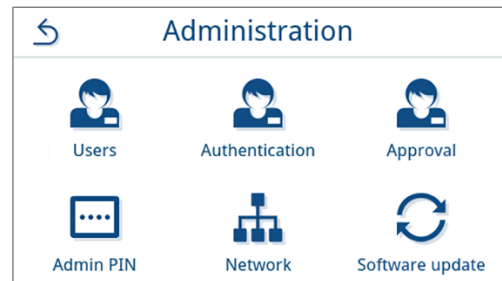 Administration
Users Authentication Approval
Admin PIN Network Software update